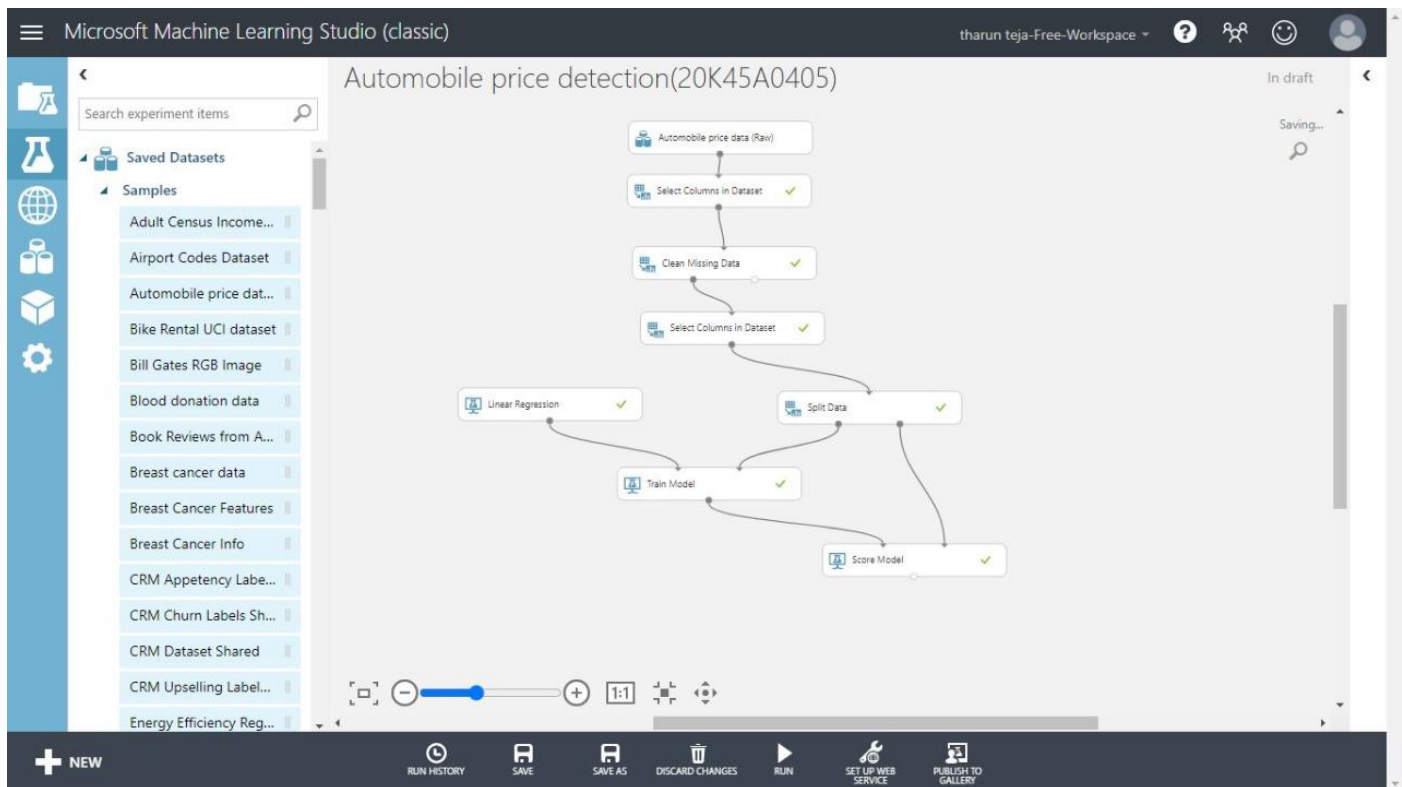 Microsoft Machine Learning Studio (classic)
tharun teja-Free-Workspace
?
Automobile price detection(20K45A0405)
In draft
Saving...
Search experiment items
Saved Datasets
Samples
Adult Census Income...
Airport Codes Dataset
Automobile price dat...
Bike Rental UCI dataset
Bill Gates RGB Image
Blood donation data
Book Reviews from A...
Breast cancer data
Breast Cancer Features
Breast Cancer Info
CRM Appetency Labe...
CRM Churn Labels Sh...
CRM Dataset Shared
CRM Upselling Label...
Energy Efficiency Reg...
Automobile price data (Raw)
Select Columns in Dataset
Clean Missing Data
Select Columns in Dataset
Linear Regression
Split Data
Train Model
Score Model
1:1
NEW
RUN HISTORY
SAVE
SAVE AS
DISCARD CHANGES
RUN
SET UP WEB
SERVICE
PUBLISH TO
GALLERY